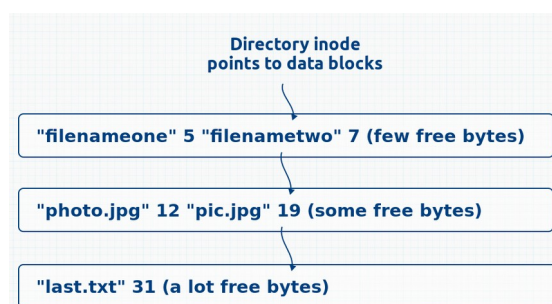 Directory inode
points to data blocks
"filenameone" 5 "filenametwo" 7 (few free bytes)
"photo.jpg" 12 "pic.jpg" 19 (some free bytes)
"last.txt" 31 (a lot free bytes)